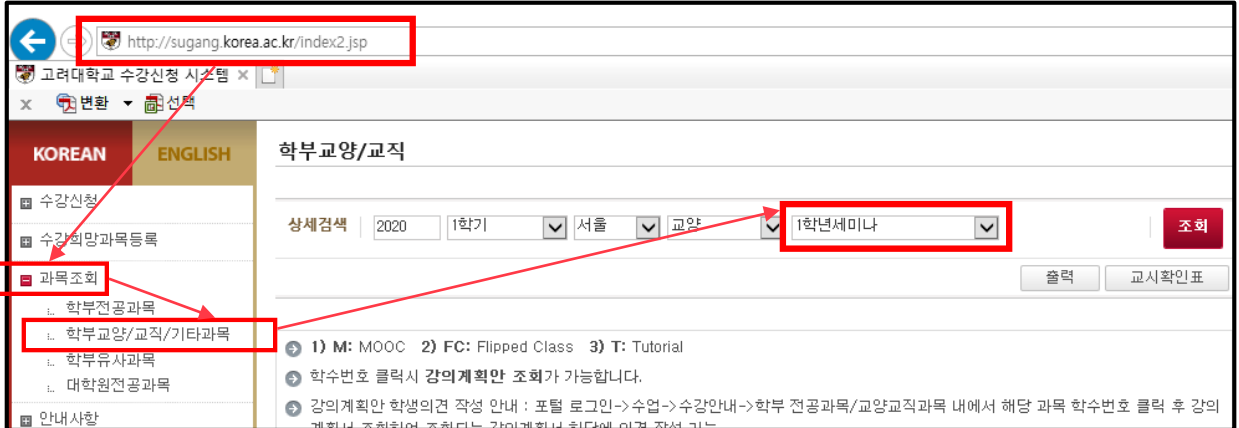 http://sugang.korea.ac.kr/index2.jsp
고려대학교 수강신청 시스템 ×
x 변환 ▼ 선택
KOREAN ENGLISH
학부교양/교직
수강신청
상세검색 2020 1학기 서울 교양 1학년세미나 조회
수강희망과목등록
과목조회
출력 교시확인표
학부전공과목
학부교양/교직/기타과목
1) M: MOOC 2) FC: Flipped Class 3) T: Tutorial
학부유사과목
학수번호 클릭시 강의계획안 조회가 가능합니다.
대학원전공과목
강의계획안 학생의견 작성 안내 : 포털 로그인->수업->수강안내->학부 전공과목/교양교직과목 내에서 해당 과목 학수번호 클릭 후 강의
안내사항